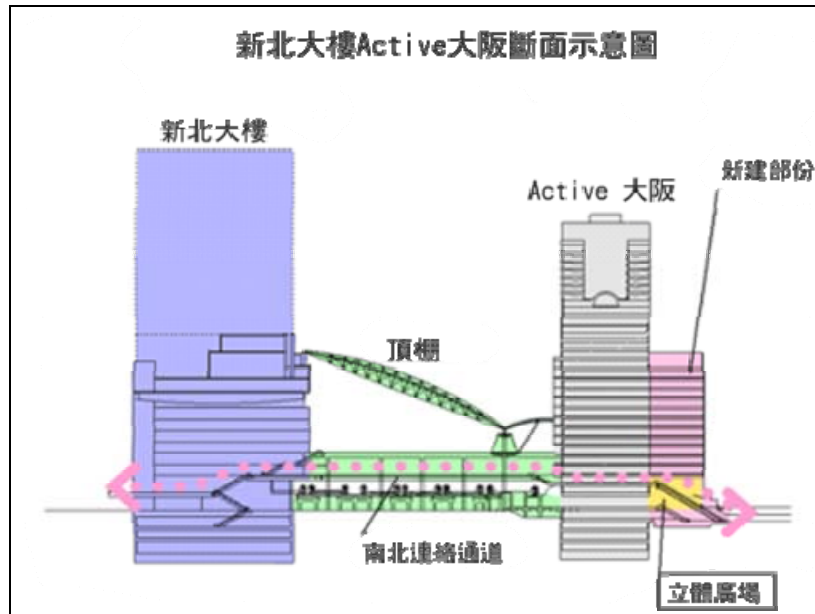 新北大樓Active大阪斷面示意圖
新北大樓
新建部份
Active 大阪
頂棚
南北連絡通道
立體廣場